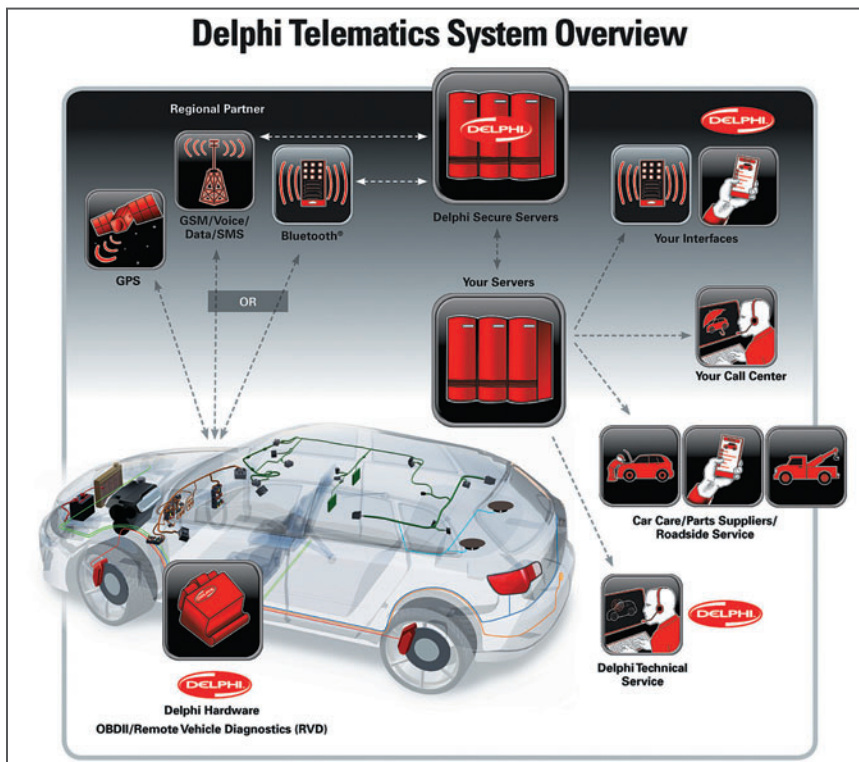 Delphi Telematics System Overview
Regional Partner
DELPHI
DELPHI
GSM/Voice/
Data/SMS
Bluetooth®
Delphi Secure Servers
Your Interfaces
GPS
OR
Your Servers
Your Call Center
Car Care/Parts Suppliers/
Roadside Service
DELPHI
Delphi Technical
Service
DELPHI
Delphi Hardware
OBDII/Remote Vehicle Diagnostics (RVD)